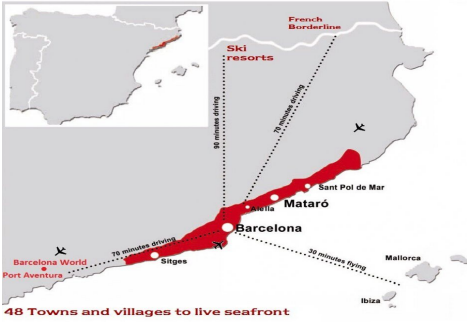 French
Borderline
Ski
resorts
90 minutes driving
70 minutes driving
Sant Pol de Mar
Mataró
Alella
Barcelona
70 minutes driving
30 minutes flying
Sitges
Barcelona World
Port Aventura
Mallorca
Ibiza
48 Towns and villages to live seafront